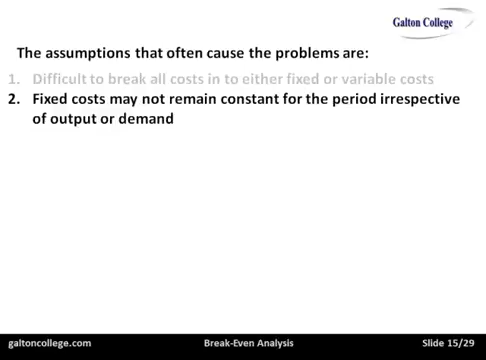 Galton College
The assumptions that often cause the problems are:
1. Difficult to break all costs in to either fixed or variable costs
2. Fixed costs may not remain constant for the period irrespective
of output or demand
galtoncollege.com Break-Even Analysis Slide 15/29